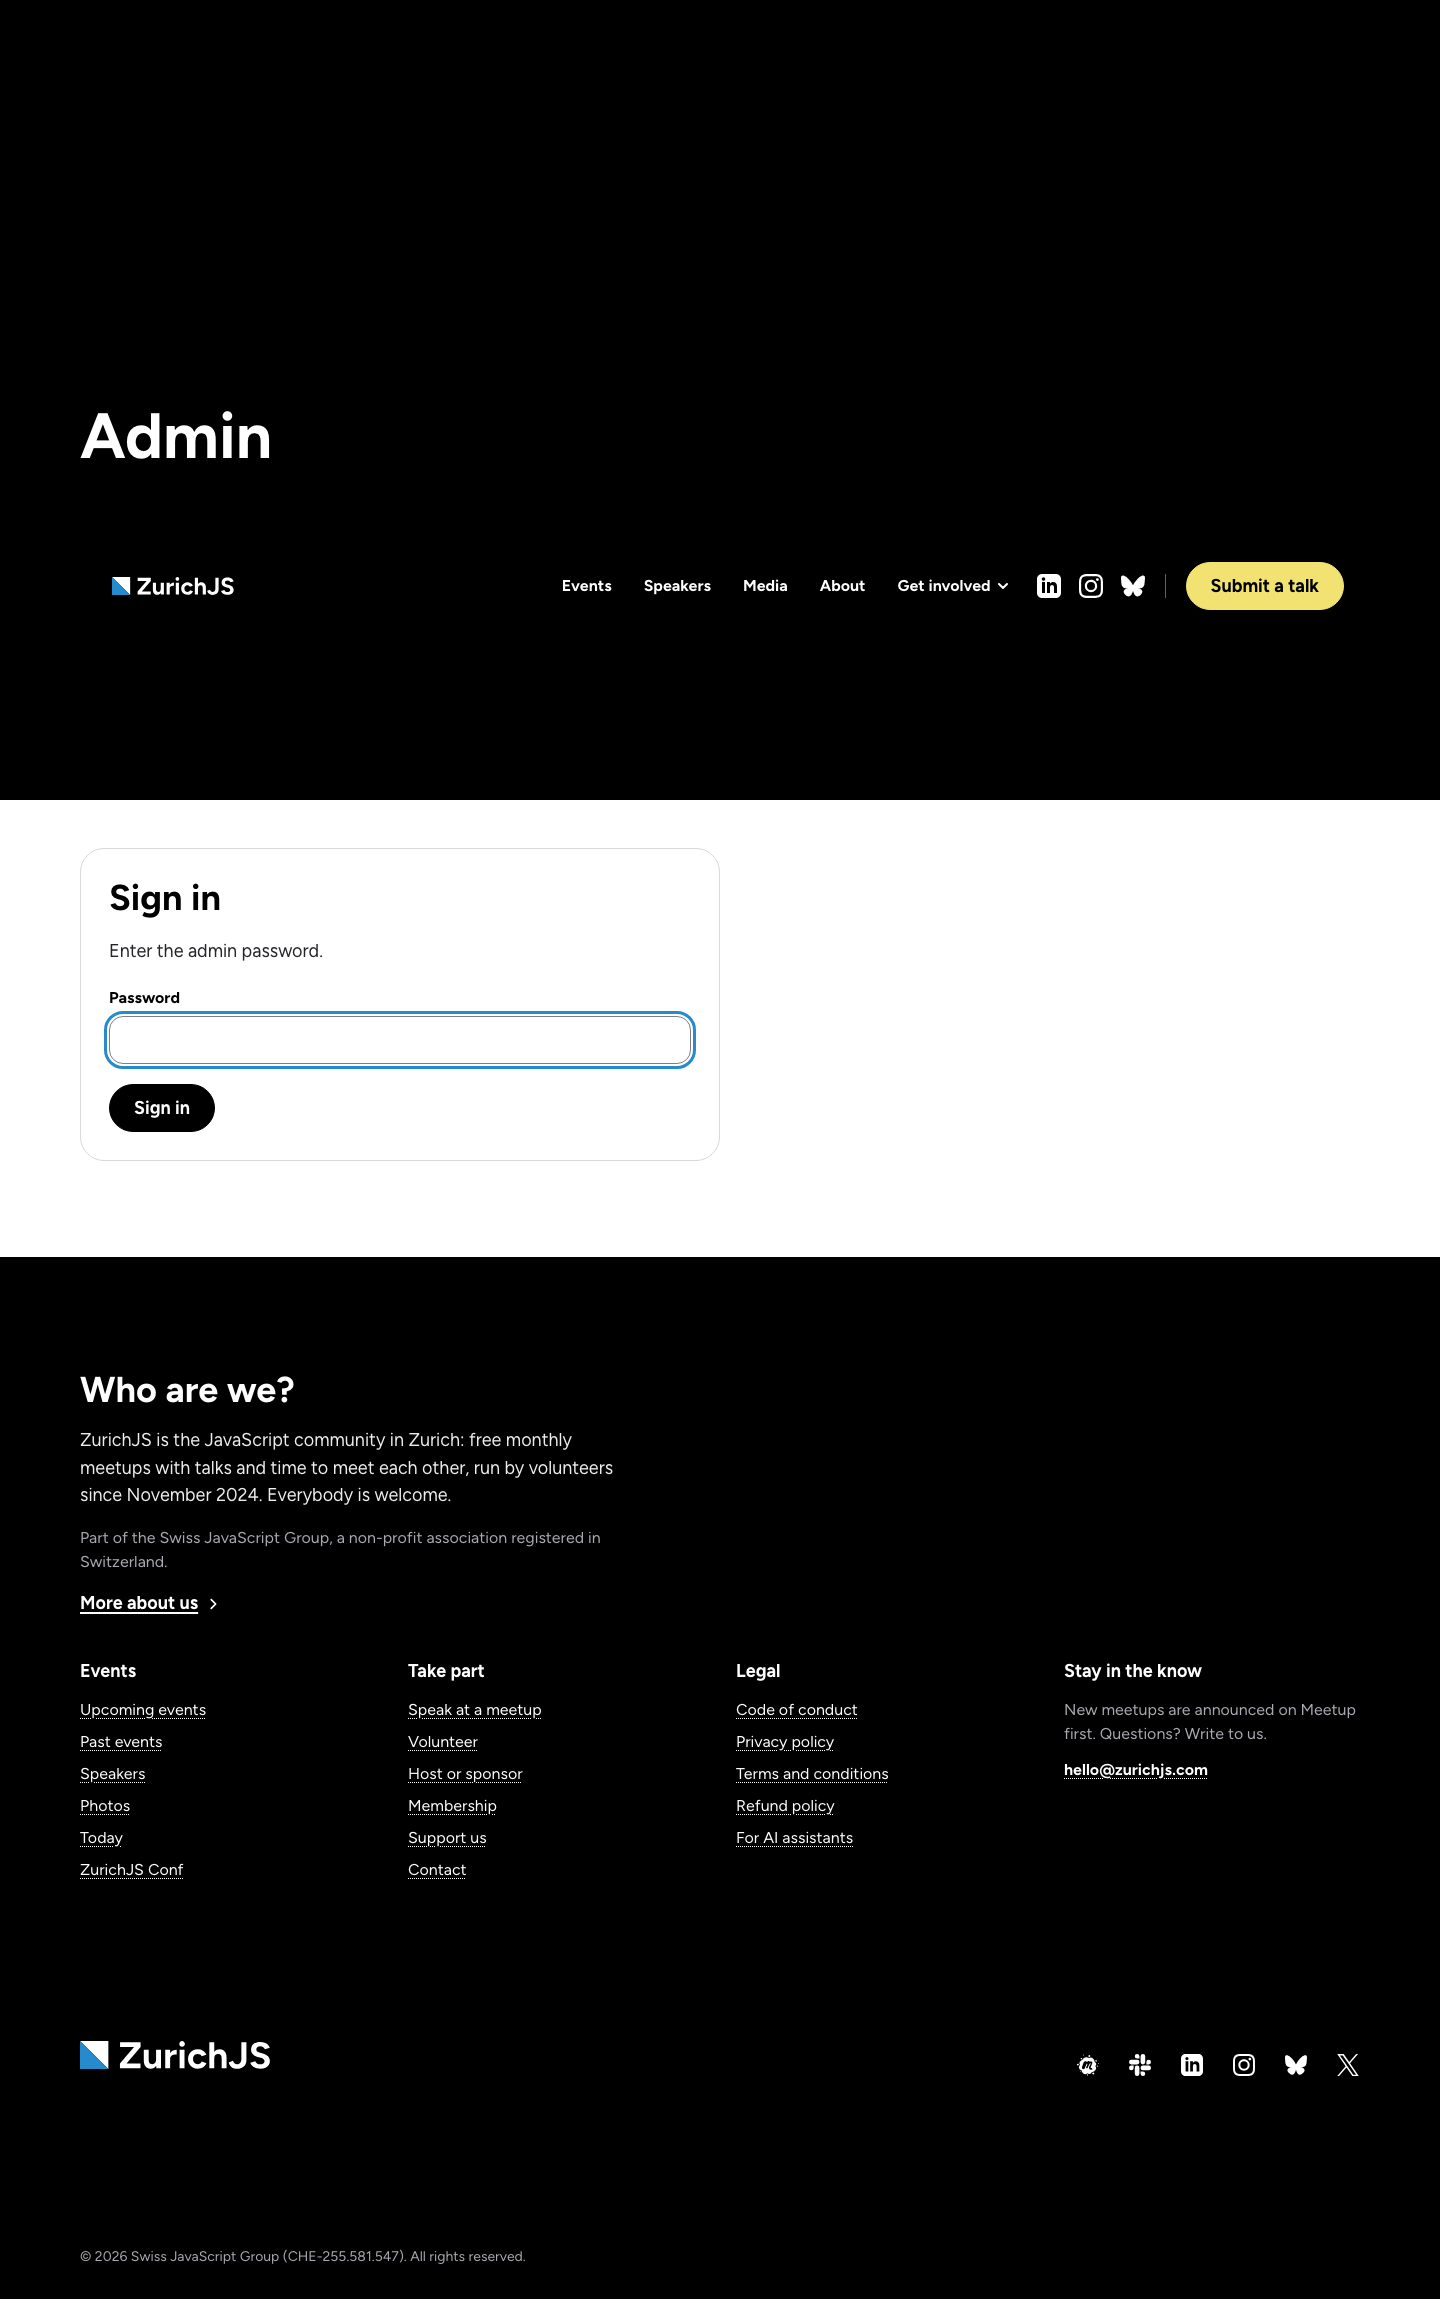 Admin
ZurichJS
Events
Speakers
Media
About
Get involved
Submit a talk
Sign in
Enter the admin password.
Password
Sign in
Who are we?
ZurichJS is the JavaScript community in Zurich: free monthly
meetups with talks and time to meet each other, run by volunteers
since November 2024. Everybody is welcome.
Part of the Swiss JavaScript Group, a non-profit association registered in
Switzerland.
More about us
Events
Upcoming events
Past events
Speakers
Photos
Today
ZurichJS Conf
Take part
Speak at a meetup
Volunteer
Host or sponsor
Membership
Support us
Contact
Legal
Code of conduct
Privacy policy
Terms and conditions
Refund policy
For AI assistants
Stay in the know
New meetups are announced on Meetup
first. Questions? Write to us.
hello@zurichjs.com
ZurichJS
© 2026 Swiss JavaScript Group (CHE-255.581.547). All rights reserved.